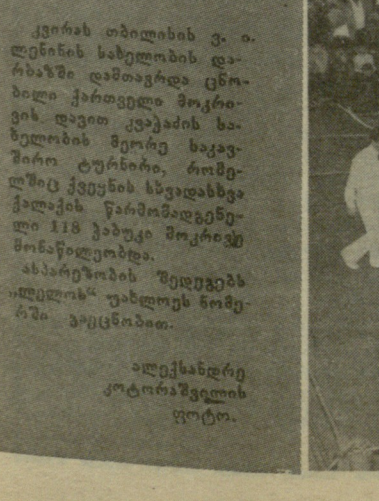 კვირას თბილისის ვ. ი.
ლენინის სახელობის და-
რბაზში დამთავრდა ცნო-
ბილი ქართველი მოკრი-
ვის დავით კვაჭაძის სა-
ხელობის მეორე საკავ-
შირო ტურნირი, რომე-
ლშიც ქვეყნის სხვადასხვა
ქალაქის წარმომადგენე-
ლი 118 ჭაბუკი მოკრივე
მონაწილეობდა.
ასპარეზობის შედეგებს
„ლელოს“ უახლოეს ნომე-
რში გაეცნობით.
ალექსანდრე
კოტორაშვილის
ფოტო.